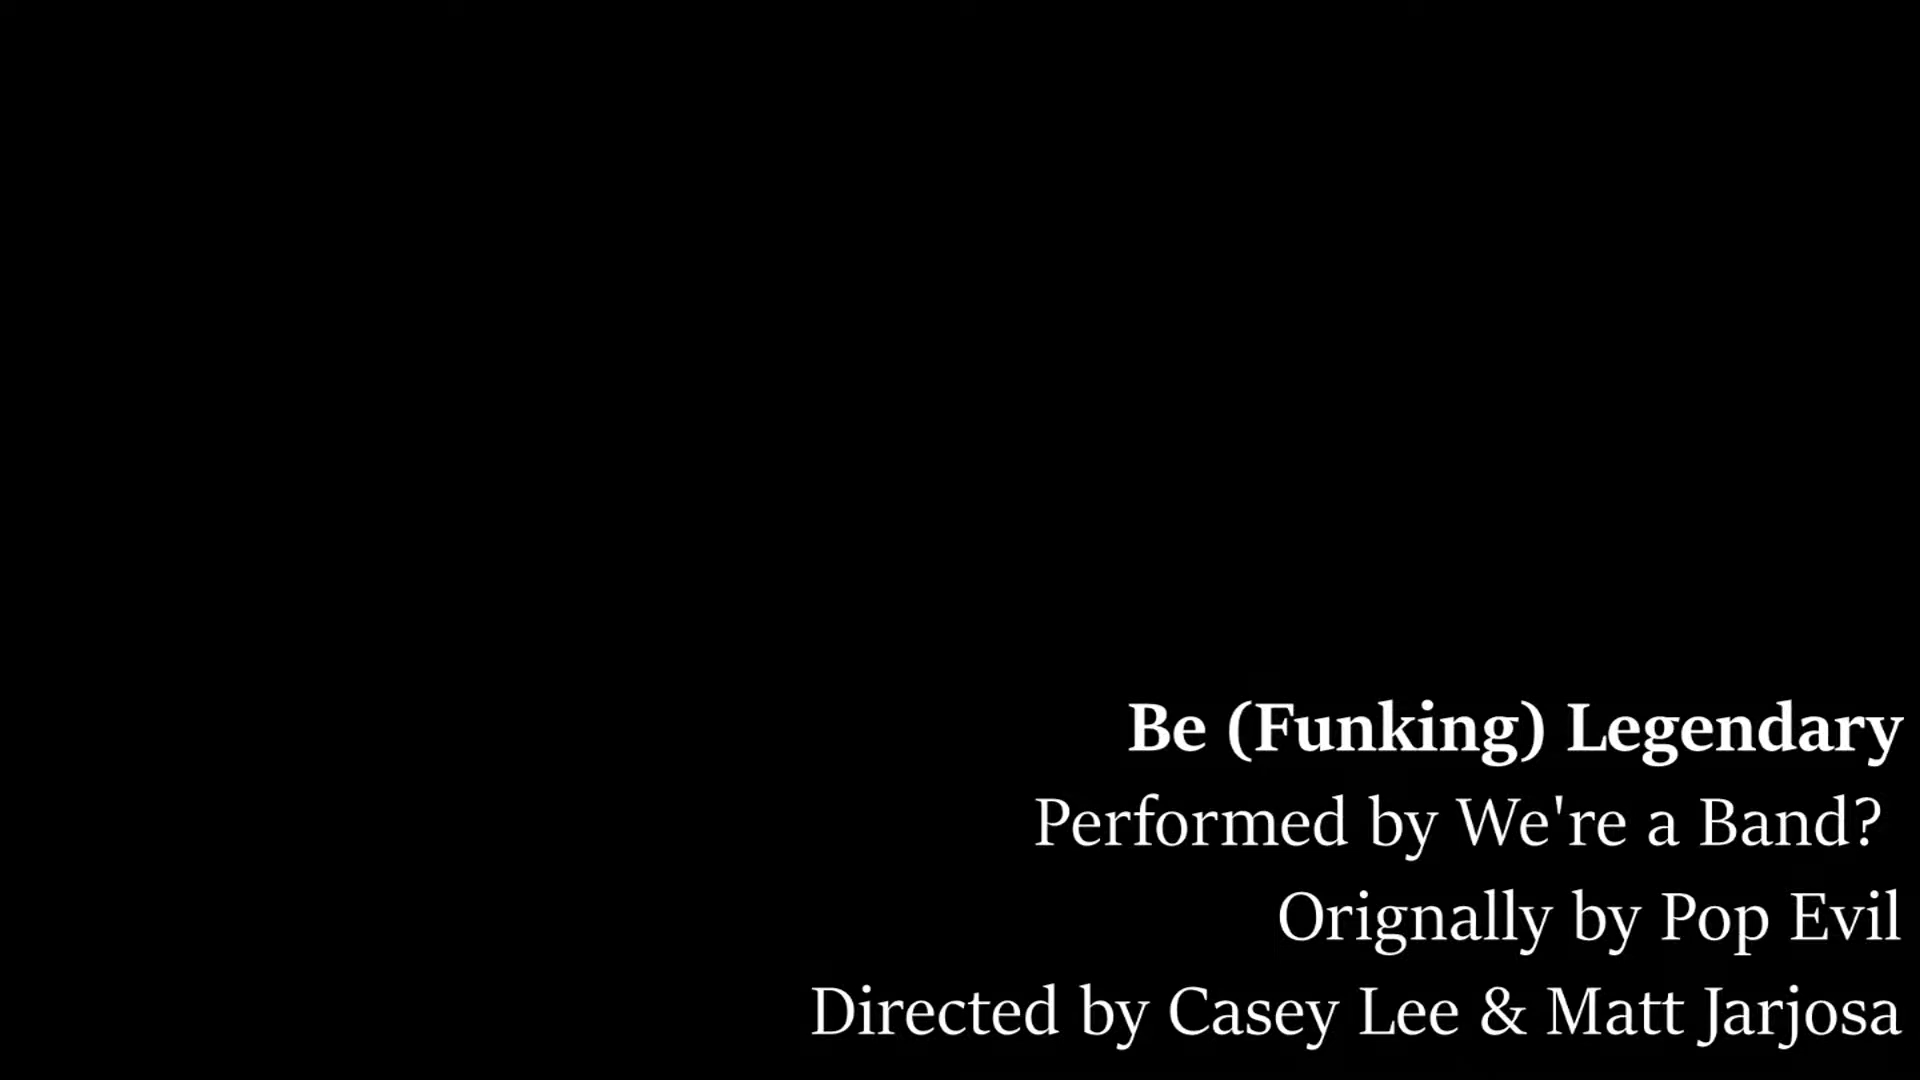 Be (Funking) Legendary
Performed by We're a Band?
Orignally by Pop Evil
Directed by Casey Lee & Matt Jarjosa